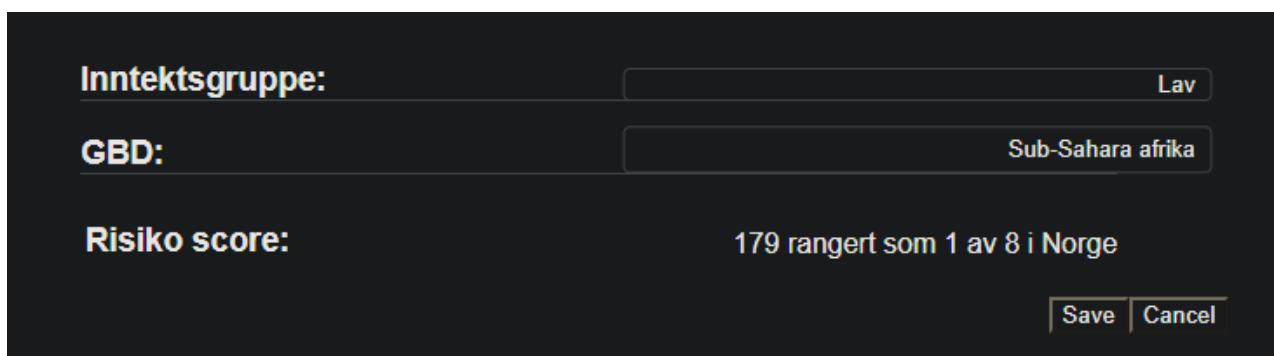 Inntektsgruppe: Lav
GBD: Sub-Sahara afrika
Risiko score: 179 rangert som 1 av 8 i Norge
Save Cancel